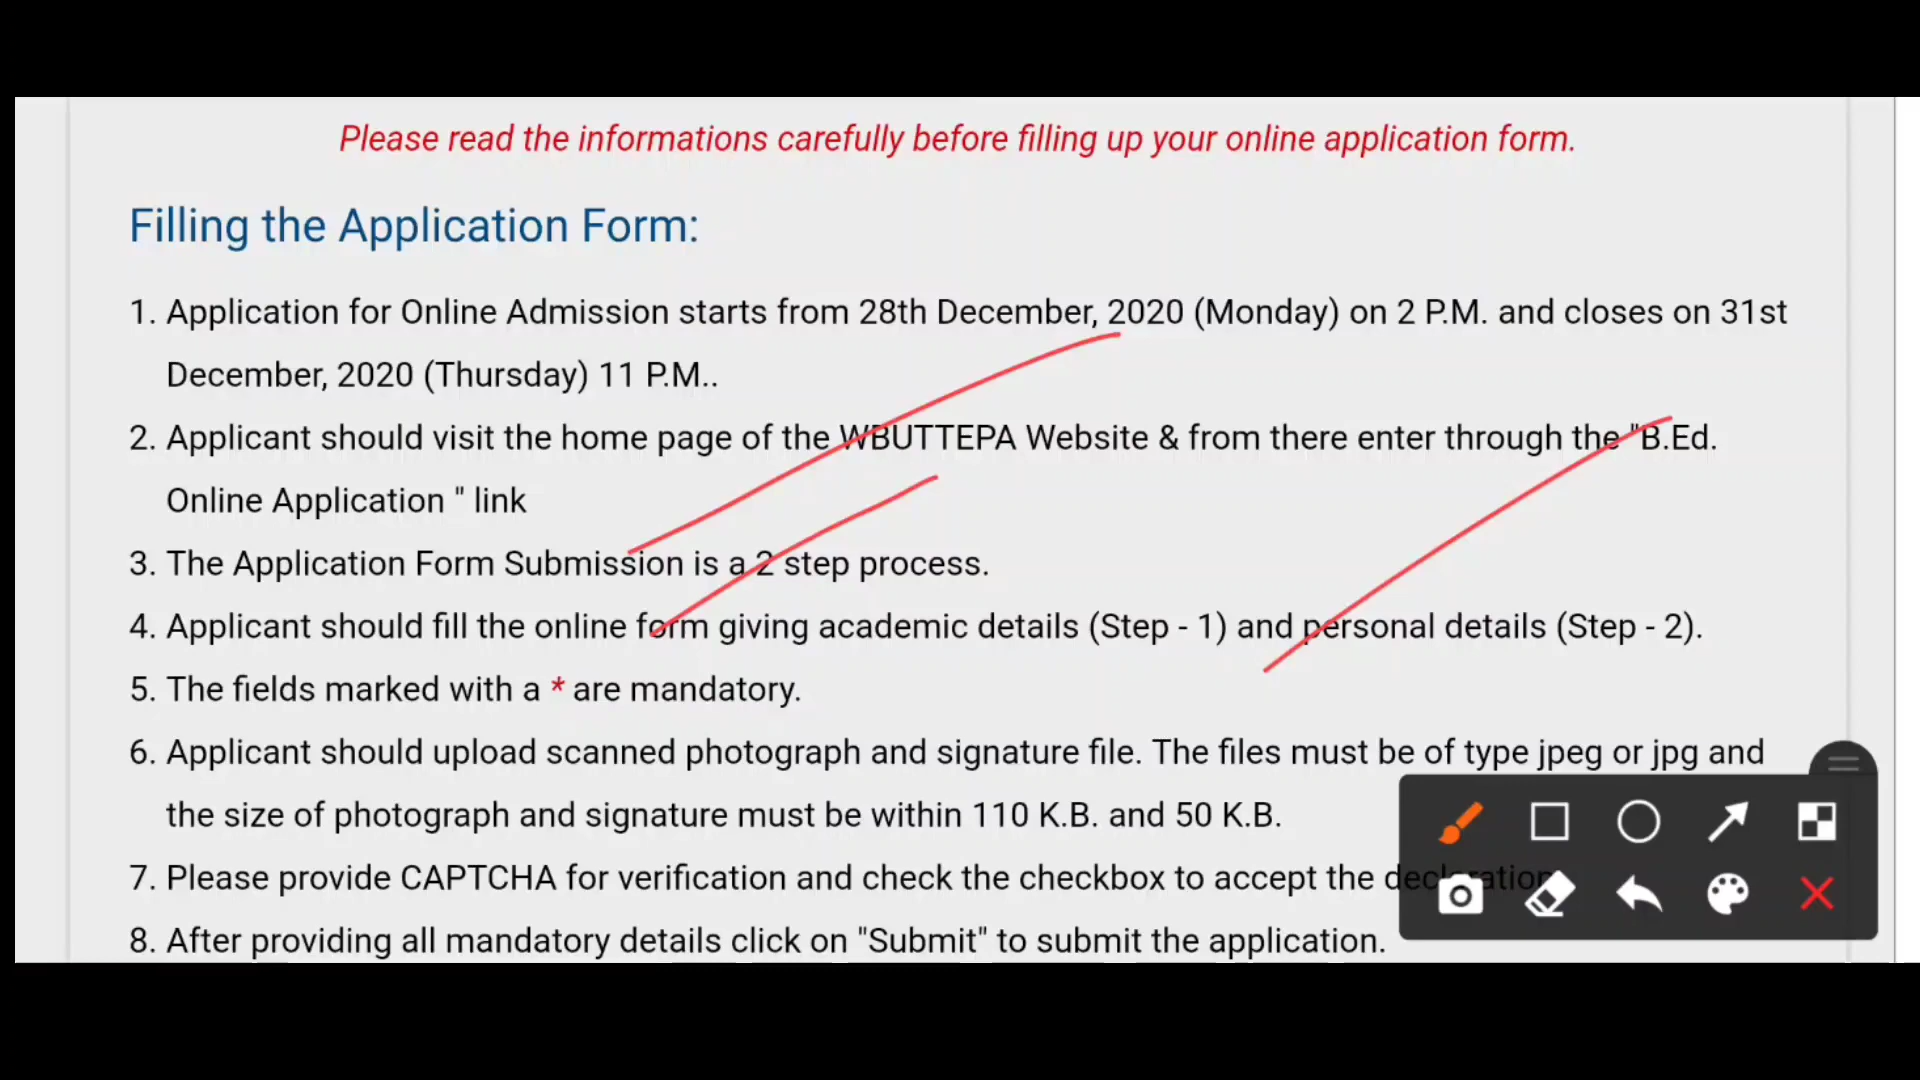 Please read the informations carefully before filling up your online application form.
Filling the Application Form:
1. Application for Online Admission starts from 28th December, 2020 (Monday) on 2 P.M. and closes on 31st
December, 2020 (Thursday) 11 P.M..
2. Applicant should visit the home page of the WBUTTEPA Website & from there enter through the "B.Ed.
Online Application " link
3. The Application Form Submission is a 2 step process.
4. Applicant should fill the online form giving academic details (Step - 1) and personal details (Step - 2).
5. The fields marked with a * are mandatory.
6. Applicant should upload scanned photograph and signature file. The files must be of type jpeg or jpg and
the size of photograph and signature must be within 110 K.B. and 50 K.B.
7. Please provide CAPTCHA for verification and check the checkbox to accept the declaration
8. After providing all mandatory details click on "Submit" to submit the application.